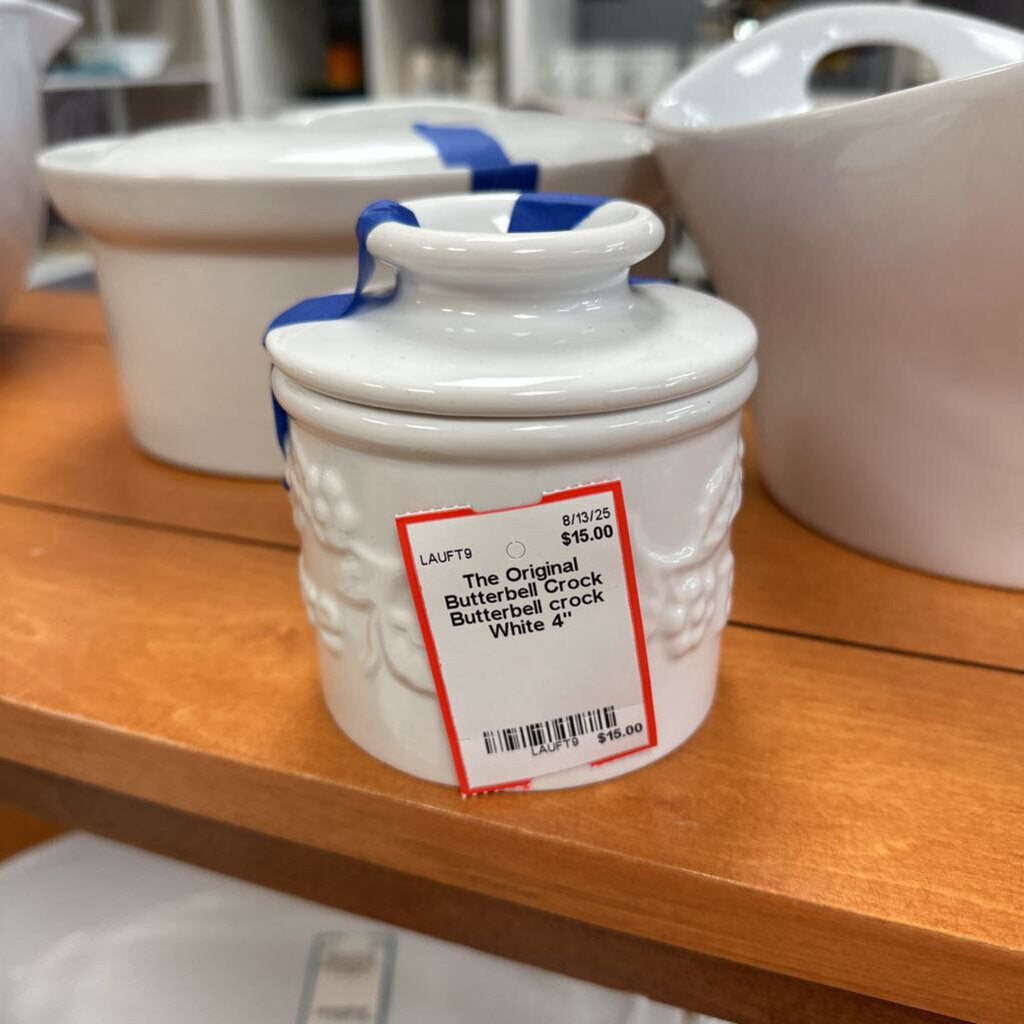 8/13/25
LAUFT9 $15.00
The Original
Butterbell Crock
Butterbell crock
White 4"
LAUFT9 $15.00